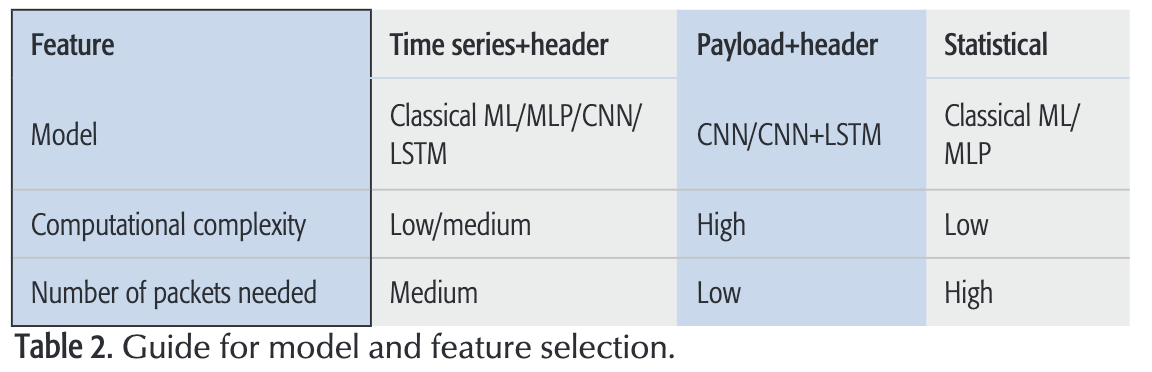 Feature Time series+header Payload+header Statistical
Model Classical ML/MLP/CNN/
LSTM CNN/CNN+LSTM Classical ML/
MLP
Computational complexity Low/medium High Low
Number of packets needed Medium Low High
Table 2. Guide for model and feature selection.